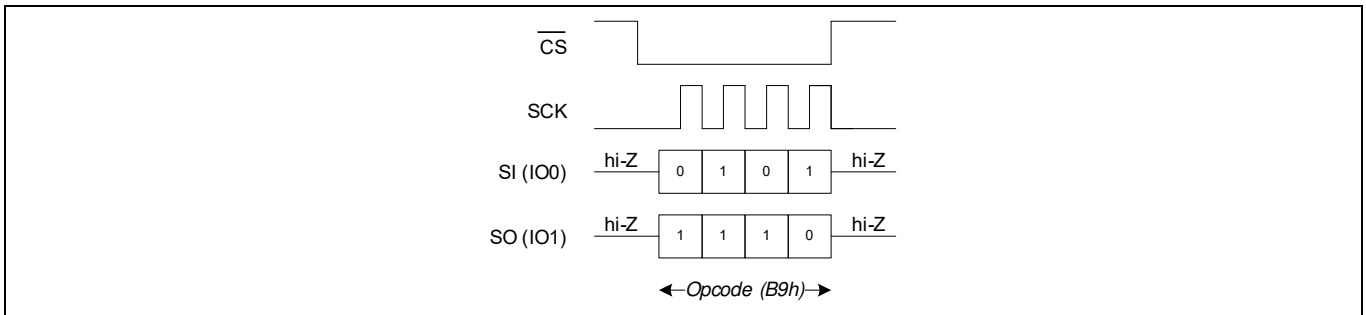 CS
SCK
SI (IO0) hi-Z 0 1 0 1 hi-Z
SO (IO1) hi-Z 1 1 1 0 hi-Z
Opcode (B9h)